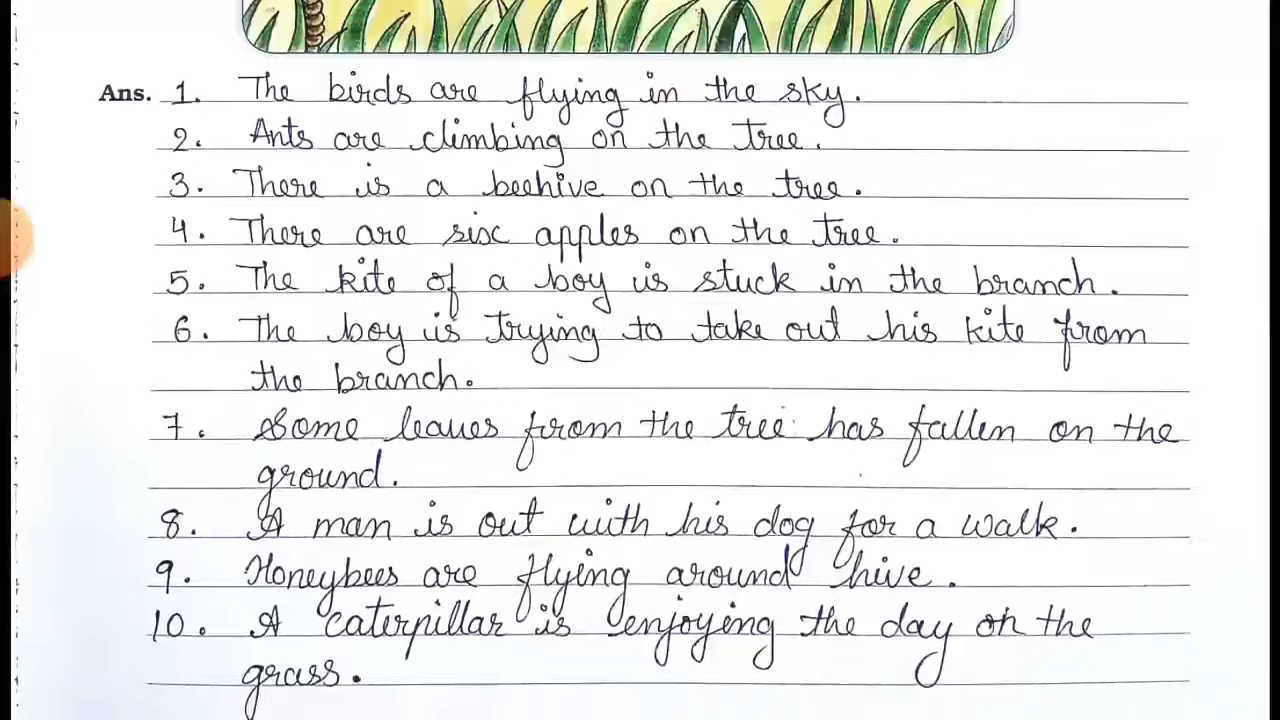 Ans. 1. The birds are flying in the sky.
2. Ants are climbing on the tree.
3. There is a beehive on the tree.
4. There are six apples on the tree.
5. The kite of a boy is stuck in the branch.
6. The boy is trying to take out his kite from
the branch.
7. Some leaves from the tree has fallen on the
ground.
8. A man is out with his dog for a walk.
9. Honeybees are flying around hive.
10. A caterpillar is enjoying the day on the
grass.